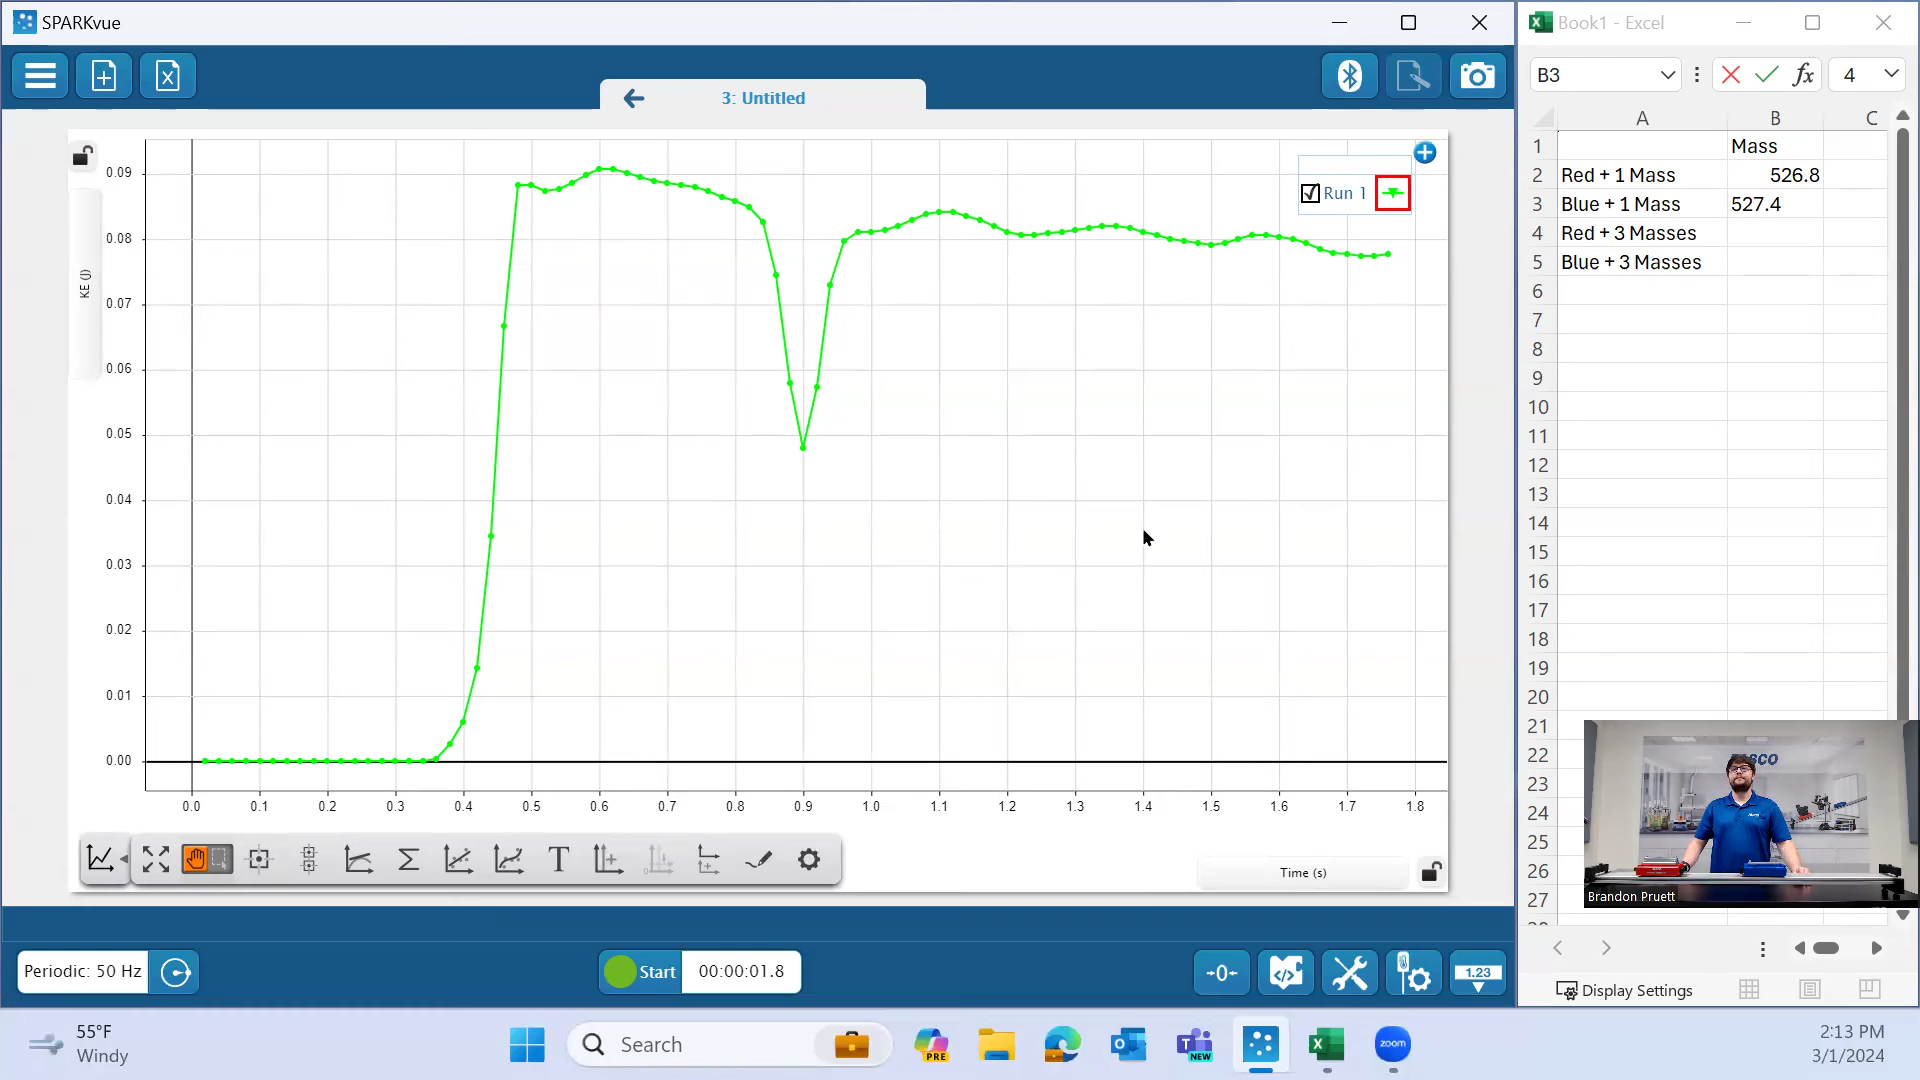 SPARKvue
3: Untitled
KE (J)
0.09
0.08
0.07
0.06
0.05
0.04
0.03
0.02
0.01
0.00
0.0 0.1 0.2 0.3 0.4 0.5 0.6 0.7 0.8 0.9 1.0 1.1 1.2 1.3 1.4 1.5 1.6 1.7 1.8
Run 1
Time (s)
Periodic: 50 Hz
Start 00:00:01.8
→0←
1.23
Book1 - Excel
B3 fx 4
A B C
1 Mass
2 Red + 1 Mass 526.8
3 Blue + 1 Mass 527.4
4 Red + 3 Masses
5 Blue + 3 Masses
6
7
8
9
10
11
12
13
14
15
16
17
18
19
20
21
22
23
24
25
26
27
Brandon Pruett
Display Settings
55°F
Windy
Search
PRE
NEW
zoom
2:13 PM
3/1/2024